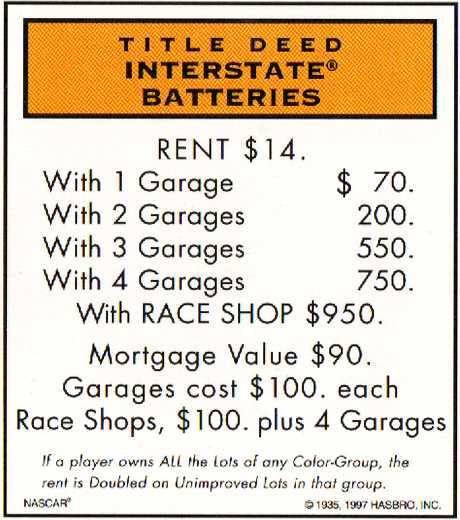 TITLE DEED
INTERSTATE®
BATTERIES
RENT $14.
With 1 Garage $ 70.
With 2 Garages 200.
With 3 Garages 550.
With 4 Garages 750.
With RACE SHOP $950.
Mortgage Value $90.
Garages cost $100. each
Race Shops, $100. plus 4 Garages
If a player owns ALL the Lots of any Color-Group, the
rent is Doubled on Unimproved Lots in that group.
NASCAR® © 1935, 1997 HASBRO, INC.